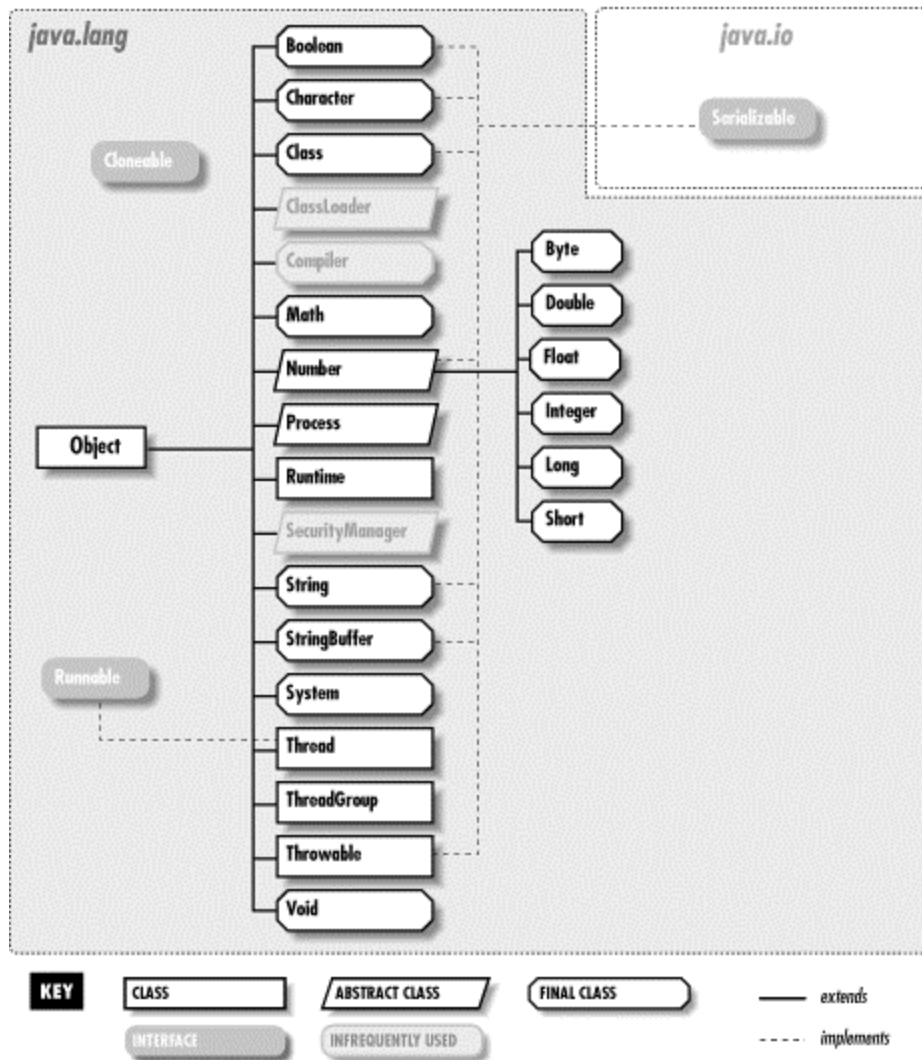 java.lang
java.io
Boolean
Character
Serializable
Cloneable
Class
ClassLoader
Compiler
Math
Number
Process
Object
Runtime
SecurityManager
String
StringBuffer
Runnable
System
Thread
ThreadGroup
Throwable
Void
Byte
Double
Float
Integer
Long
Short
KEY
CLASS
ABSTRACT CLASS
FINAL CLASS
extends
INTERFACE
INFREQUENTLY USED
implements